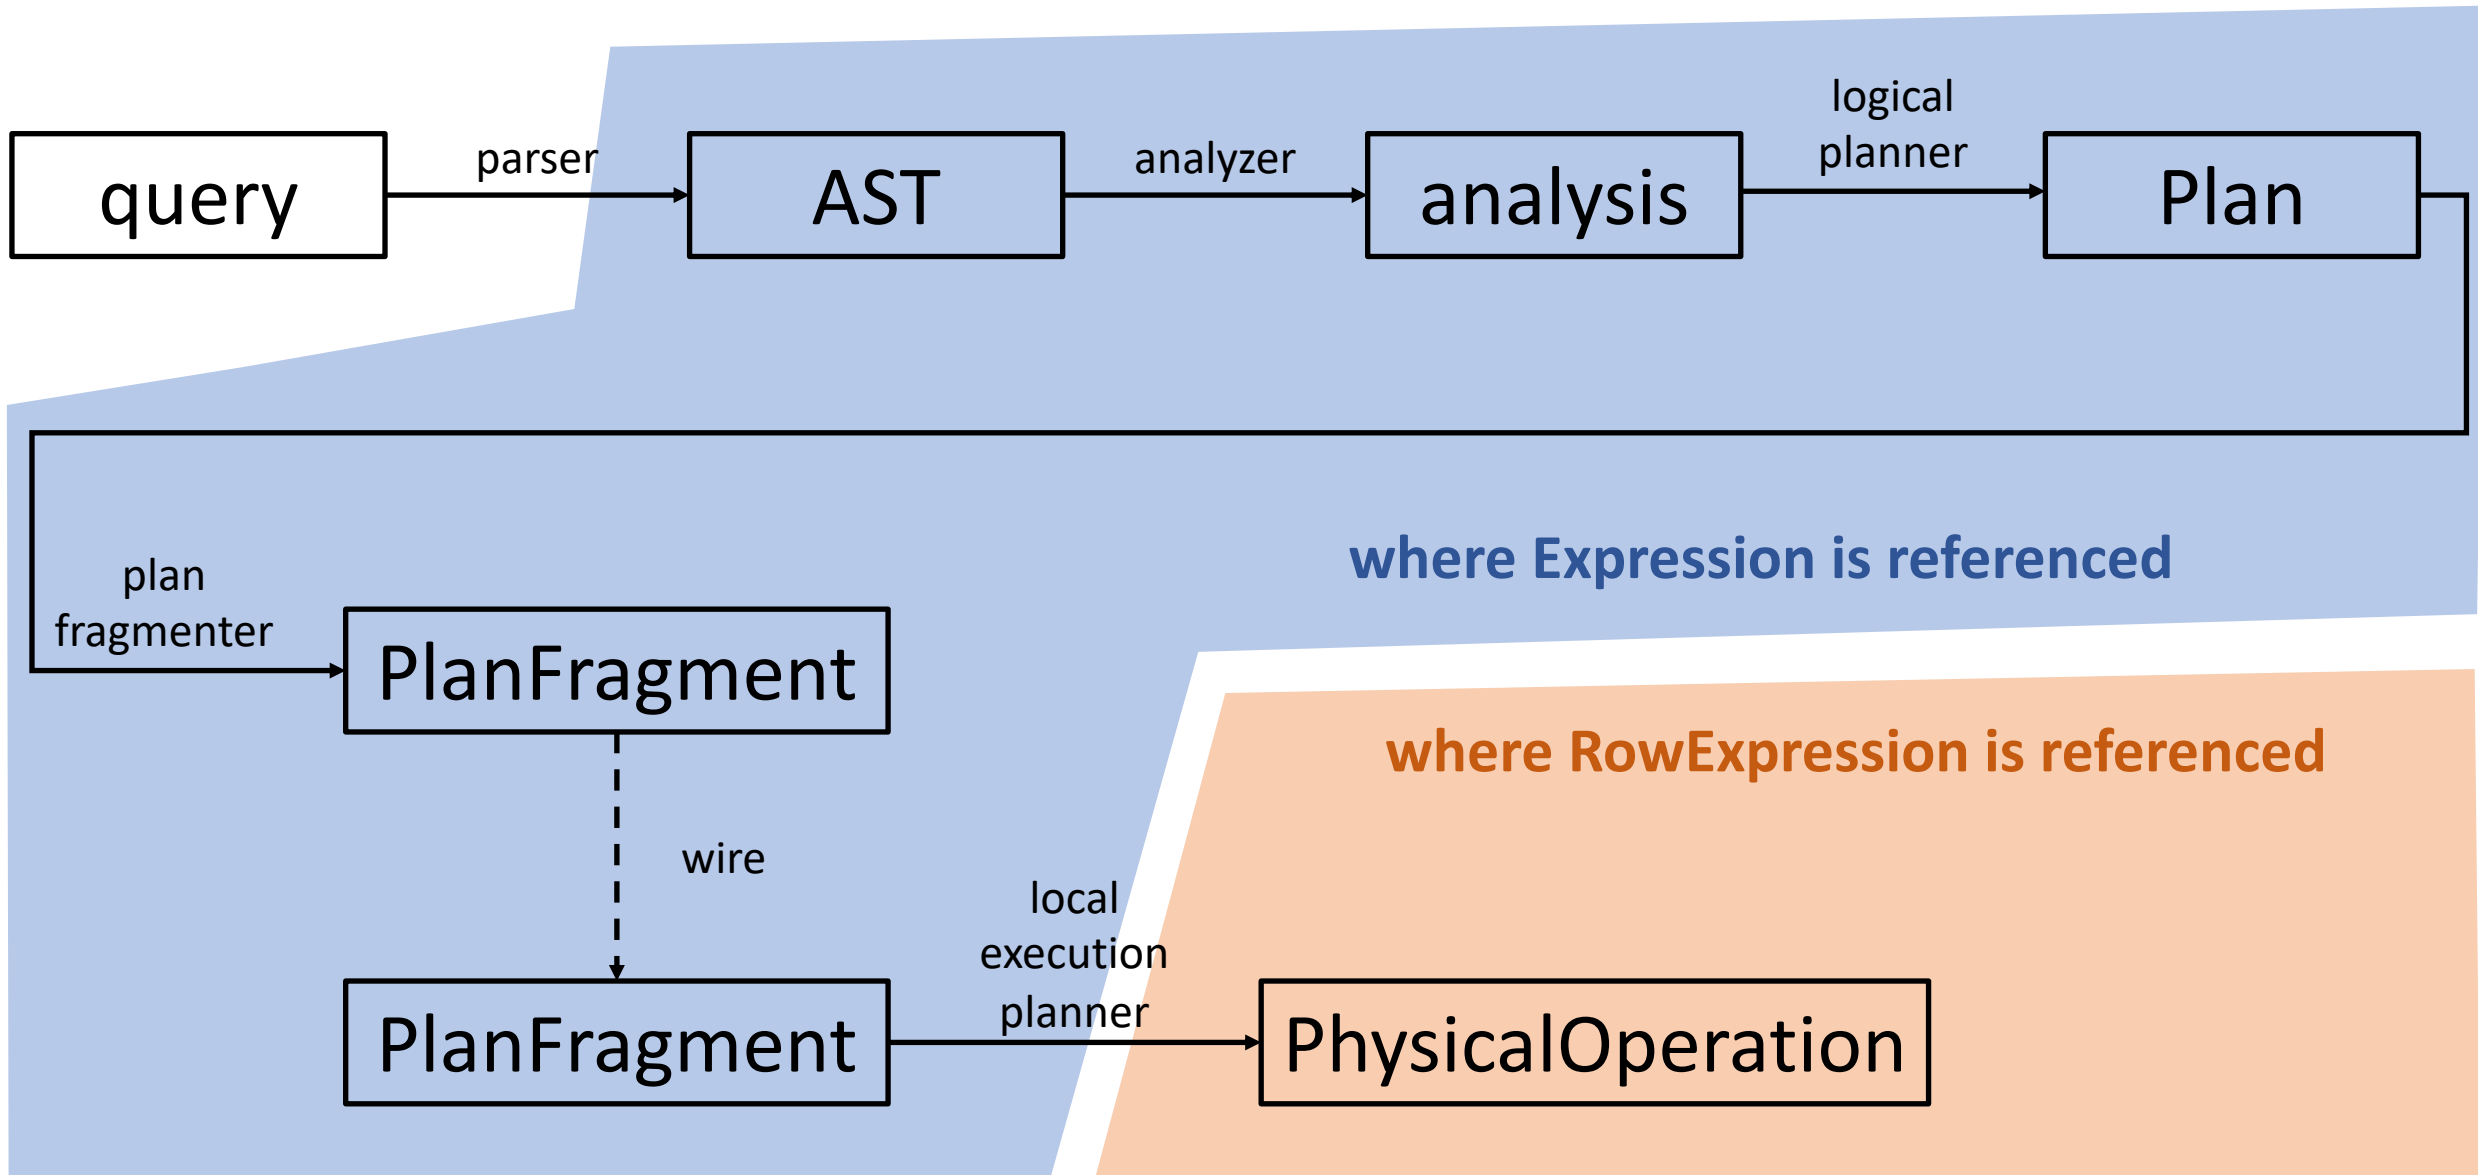 query
parser
AST
analyzer
analysis
logical
planner
Plan
where Expression is referenced
plan
fragmenter
PlanFragment
where RowExpression is referenced
wire
local
execution
planner
PlanFragment
PhysicalOperation